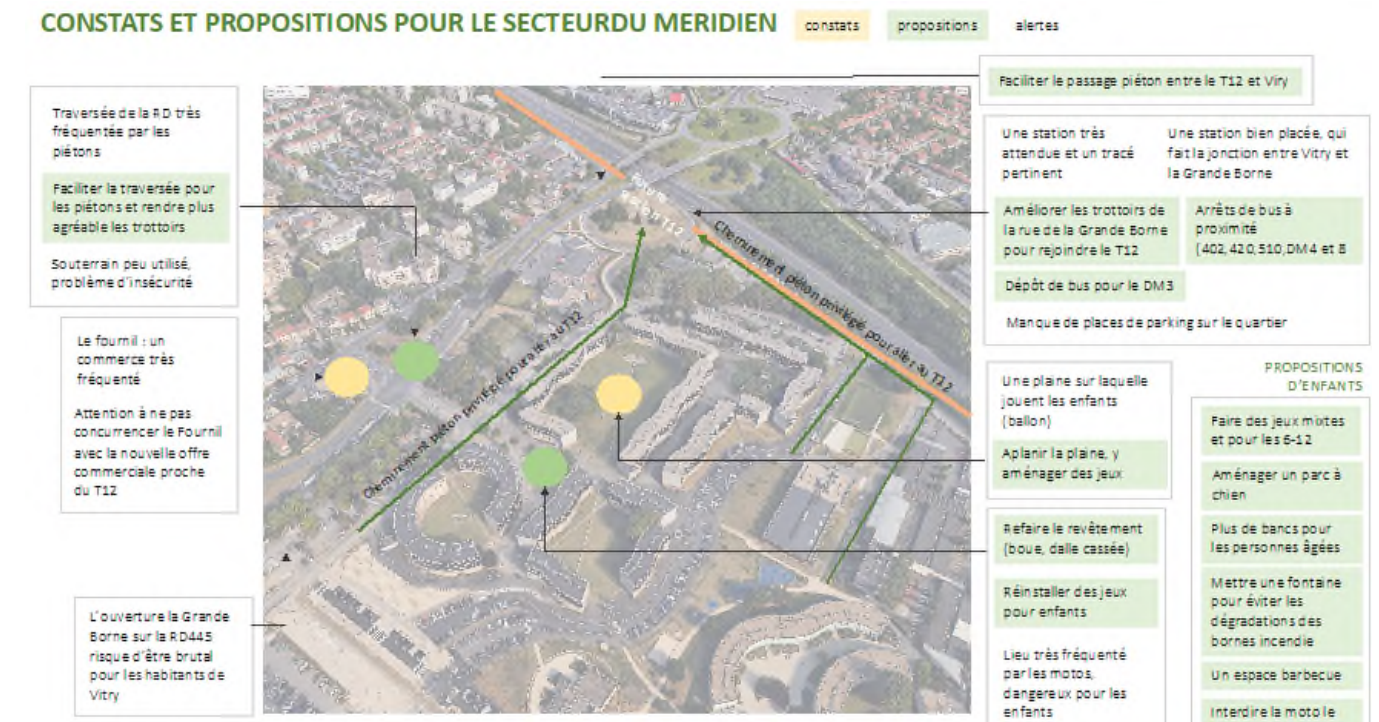 CONSTATS ET PROPOSITIONS POUR LE SECTEURDU MERIDIEN
constats
propositions
alertes
Faciliter le passage piéton entre le T12 et Viry
Traversée de la RD très
fréquentée par les
piétons
Faciliter la traversée pour
les piétons et rendre plus
agréable les trottoirs
Souterrain peu utilisé,
problème d'insécurité
Le fournil : un
commerce très
fréquenté
Attention à ne pas
concurrencer le Fournil
avec la nouvelle offre
commerciale proche
du T12
L'ouverture la Grande
Borne sur la RD445
risque d'être brutal
pour les habitants de
Vitry
T12
Cheminement piéton privilégié pour aller au T12
Cheminement piéton privilégié pour aller au T12
Une station très
attendue et un tracé
pertinent
Une station bien placée, qui
fait la jonction entre Vitry et
la Grande Borne
Améliorer les trottoirs de
la rue de la Grande Borne
pour rejoindre le T12
Arrêts de bus à
proximité
(402,420,510,DM4 et 8
Dépôt de bus pour le DM3
Manque de places de parking sur le quartier
Une plaine sur laquelle
jouent les enfants
(ballon)
Aplanir la plaine, y
aménager des jeux
Refaire le revêtement
(boue, dalle cassée)
Réinstaller des jeux
pour enfants
Lieu très fréquenté
par les motos,
dangereux pour les
enfants
PROPOSITIONS
D'ENFANTS
Faire des jeux mixtes
et pour les 6-12
Aménager un parc à
chien
Plus de bancs pour
les personnes âgées
Mettre une fontaine
pour éviter les
dégradations des
bornes incendie
Un espace barbecue
Interdire la moto le